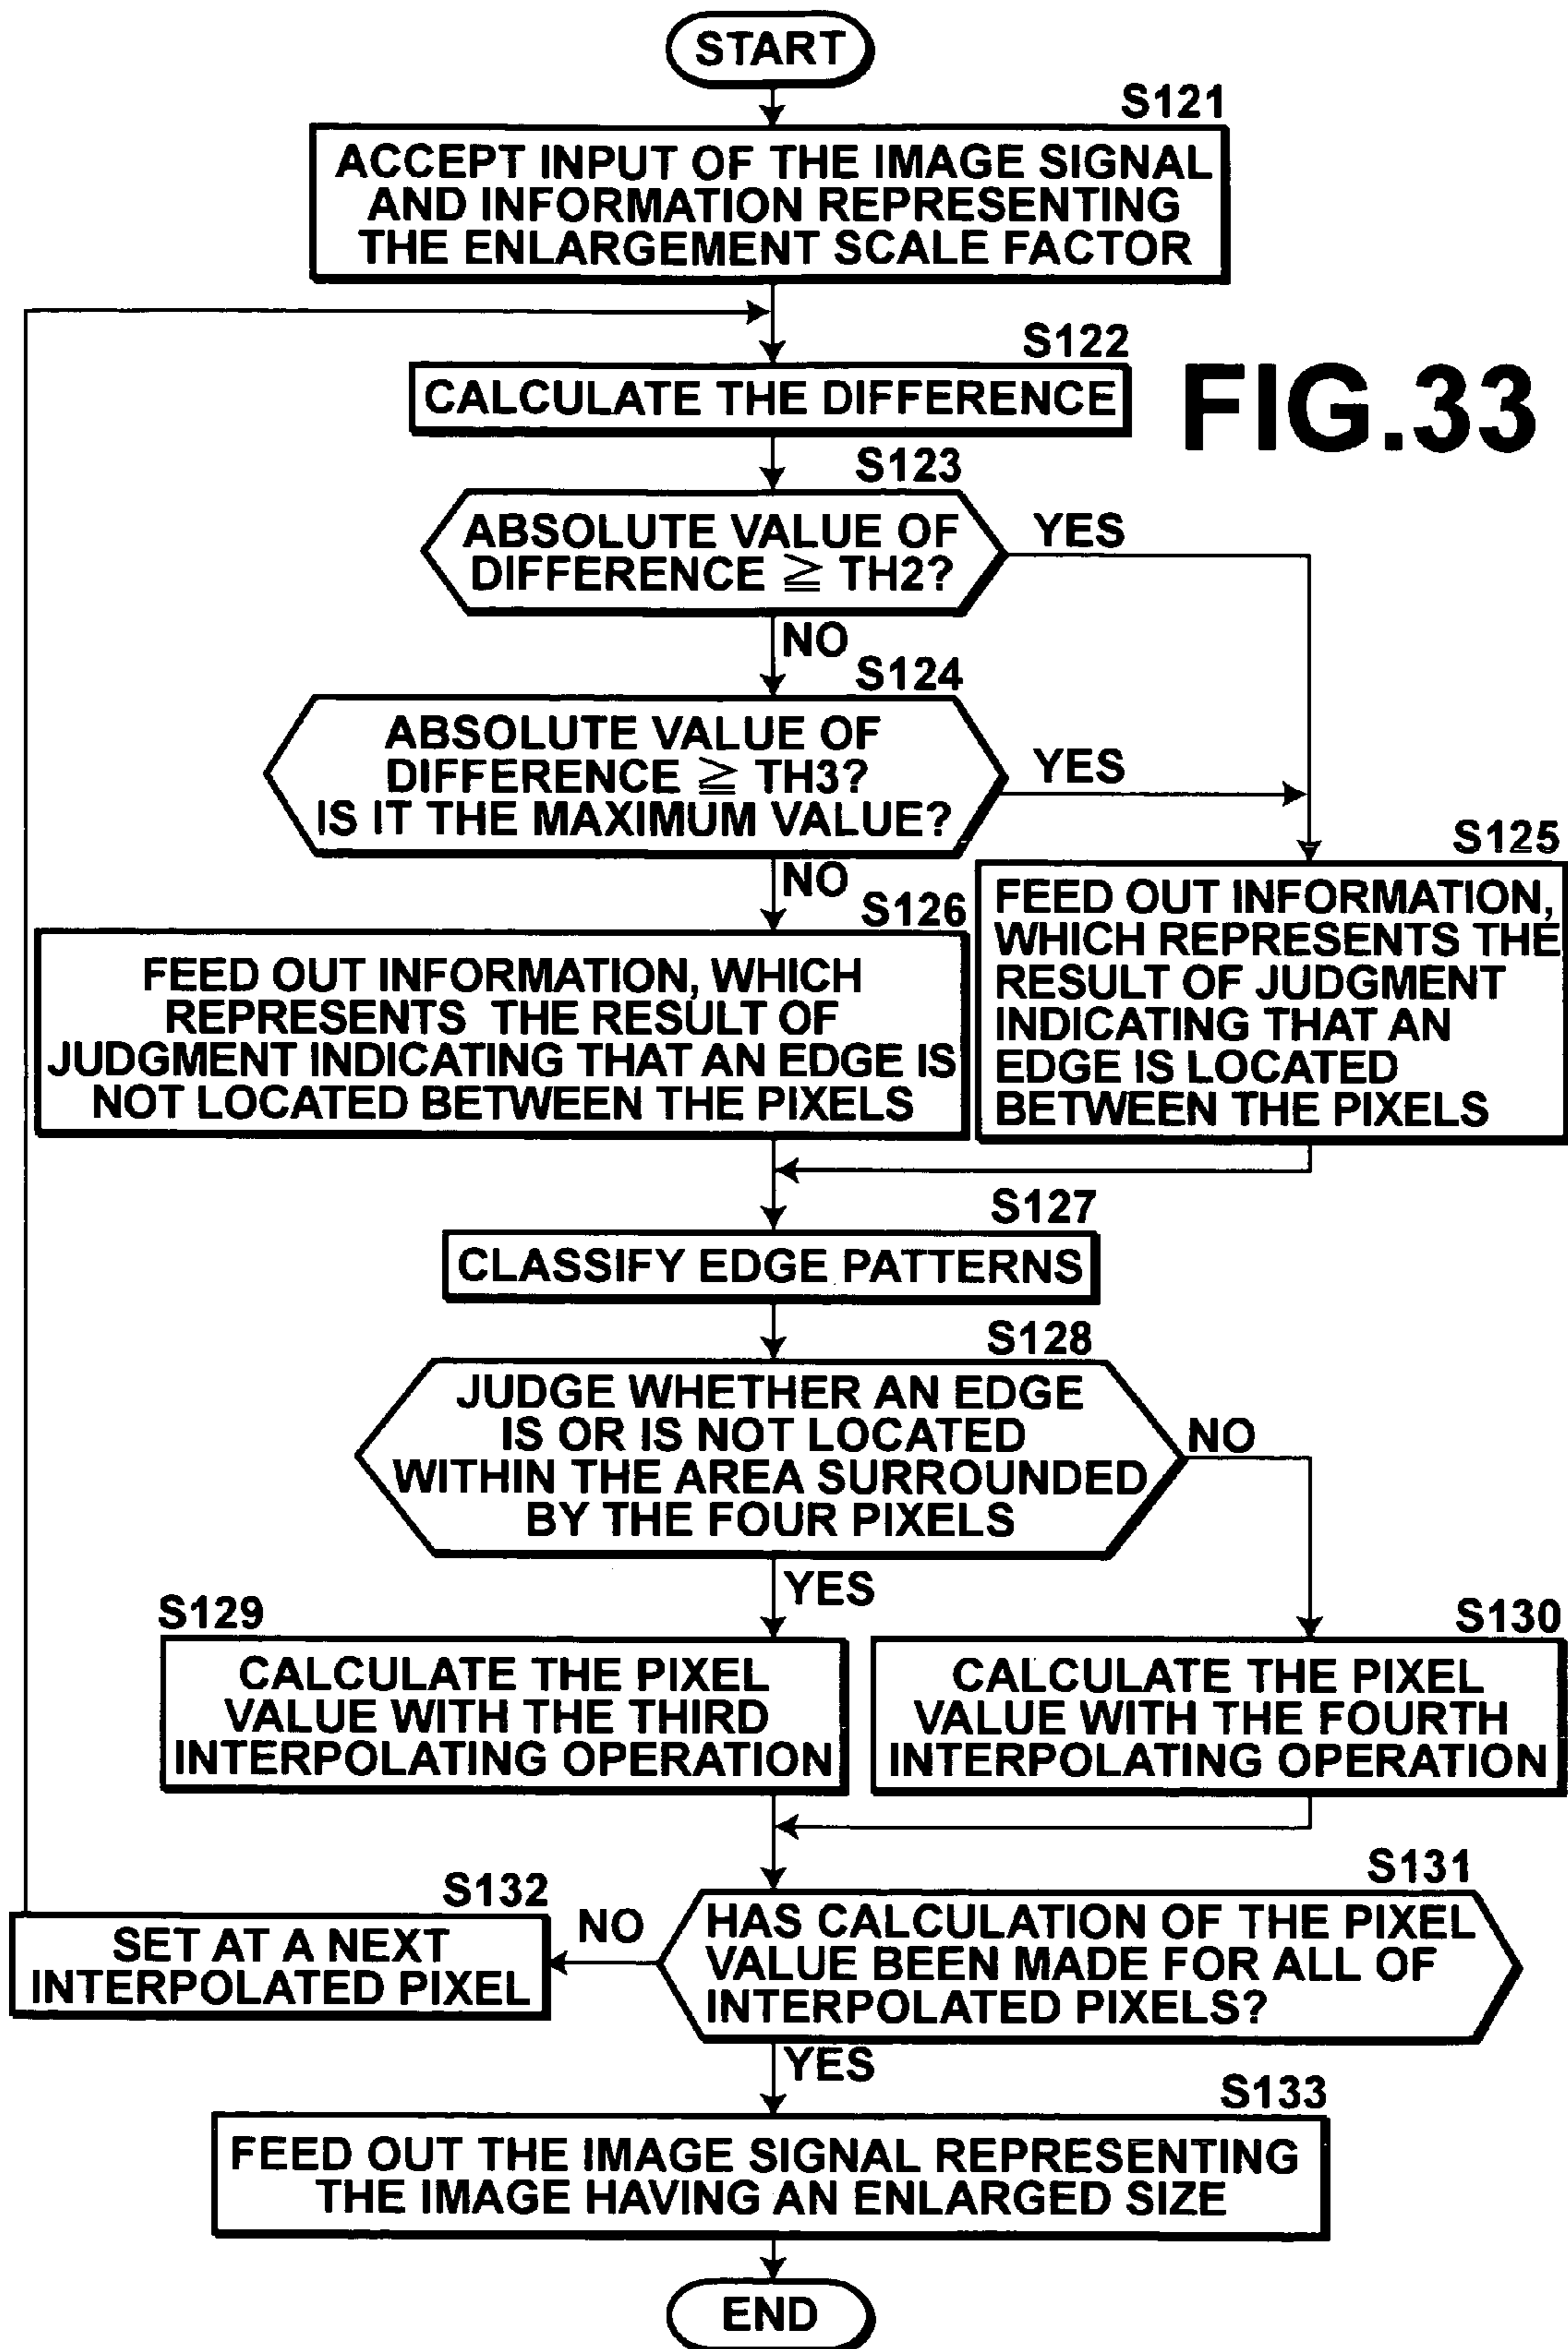 START
S121
ACCEPT INPUT OF THE IMAGE SIGNAL
AND INFORMATION REPRESENTING
THE ENLARGEMENT SCALE FACTOR
S122
CALCULATE THE DIFFERENCE
FIG.33
S123
ABSOLUTE VALUE OF
DIFFERENCE ≧ TH2?
YES
NO
S124
ABSOLUTE VALUE OF
DIFFERENCE ≧ TH3?
IS IT THE MAXIMUM VALUE?
YES
NO
S125
FEED OUT INFORMATION,
WHICH REPRESENTS THE
RESULT OF JUDGMENT
INDICATING THAT AN
EDGE IS LOCATED
BETWEEN THE PIXELS
S126
FEED OUT INFORMATION, WHICH
REPRESENTS THE RESULT OF
JUDGMENT INDICATING THAT AN EDGE IS
NOT LOCATED BETWEEN THE PIXELS
S127
CLASSIFY EDGE PATTERNS
S128
JUDGE WHETHER AN EDGE
IS OR IS NOT LOCATED
WITHIN THE AREA SURROUNDED
BY THE FOUR PIXELS
NO
YES
S129
CALCULATE THE PIXEL
VALUE WITH THE THIRD
INTERPOLATING OPERATION
S130
CALCULATE THE PIXEL
VALUE WITH THE FOURTH
INTERPOLATING OPERATION
S131
HAS CALCULATION OF THE PIXEL
VALUE BEEN MADE FOR ALL OF
INTERPOLATED PIXELS?
NO
S132
SET AT A NEXT
INTERPOLATED PIXEL
YES
S133
FEED OUT THE IMAGE SIGNAL REPRESENTING
THE IMAGE HAVING AN ENLARGED SIZE
END